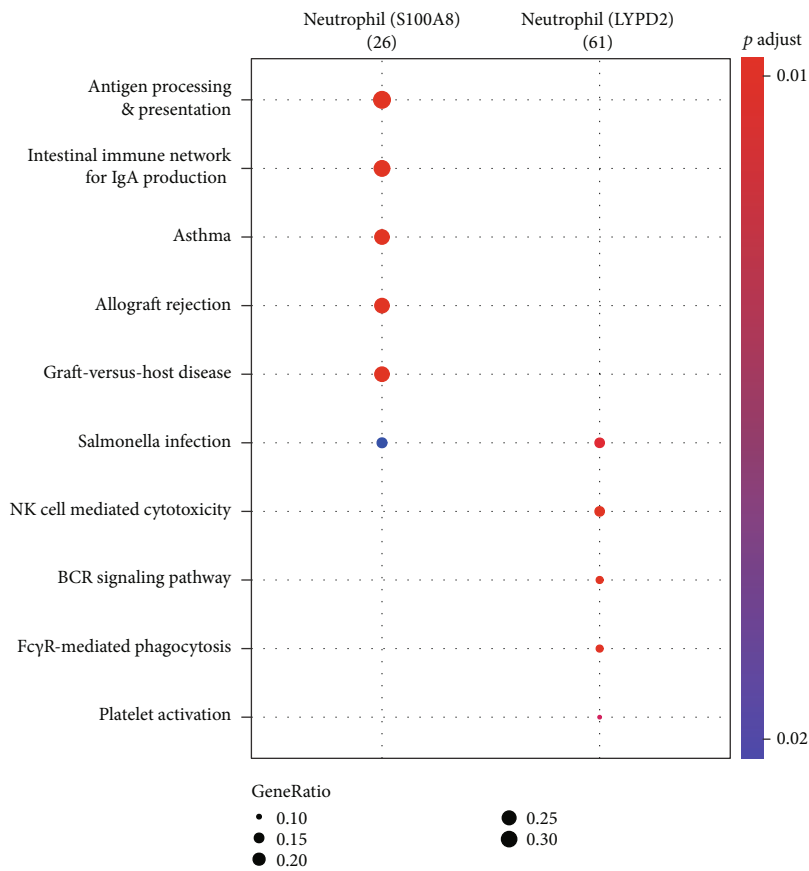 Neutrophil (S100A8)
(26)
Neutrophil (LYPD2)
(61)
p adjust
0.01
0.02
Antigen processing
& presentation
Intestinal immune network
for IgA production
Asthma
Allograft rejection
Graft-versus-host disease
Salmonella infection
NK cell mediated cytotoxicity
BCR signaling pathway
FcγR-mediated phagocytosis
Platelet activation
GeneRatio
0.10
0.15
0.20
0.25
0.30